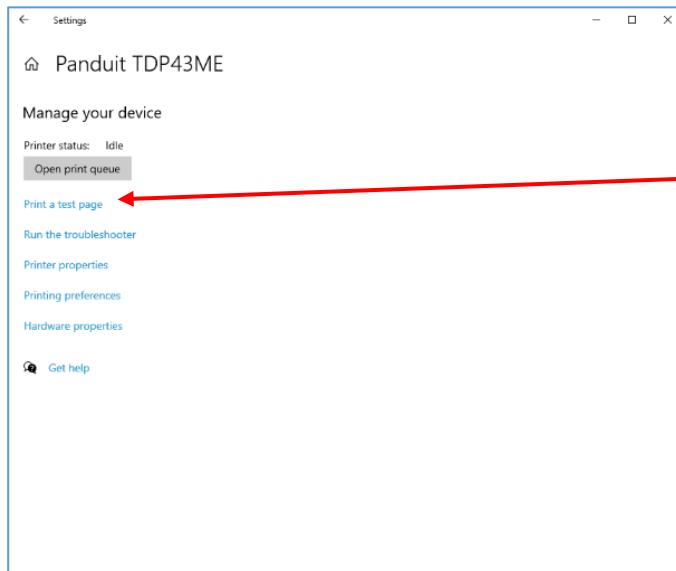 Settings
Panduit TDP43ME
Manage your device
Printer status: Idle
Open print queue
Print a test page
Run the troubleshooter
Printer properties
Printing preferences
Hardware properties
Get help